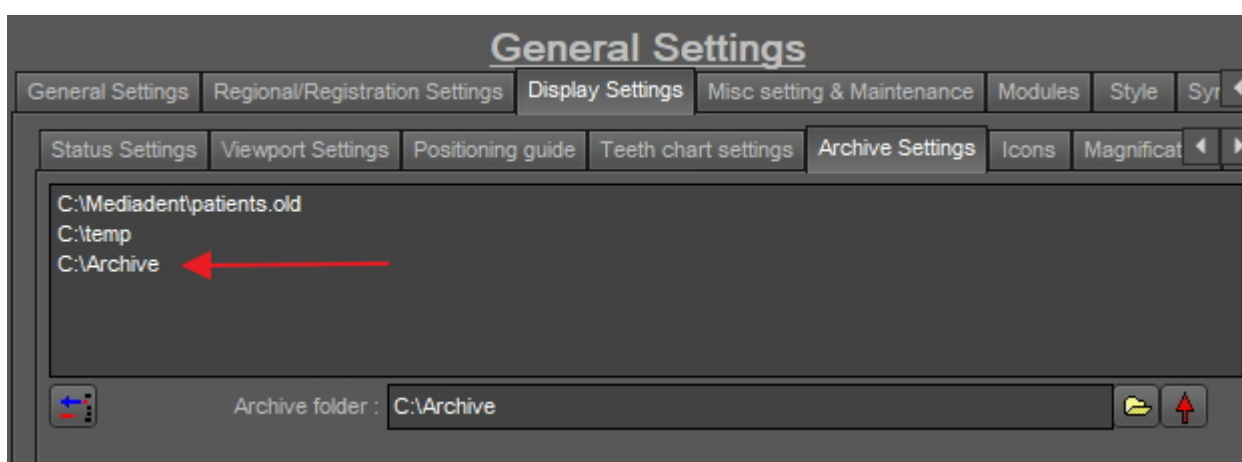 General Settings
General Settings Regional/Registration Settings Display Settings Misc setting & Maintenance Modules Style
Status Settings Viewport Settings Positioning guide Teeth chart settings Archive Settings Icons
C:\Mediadent\patients.old
C:\temp
C:\Archive
Archive folder : C:\Archive